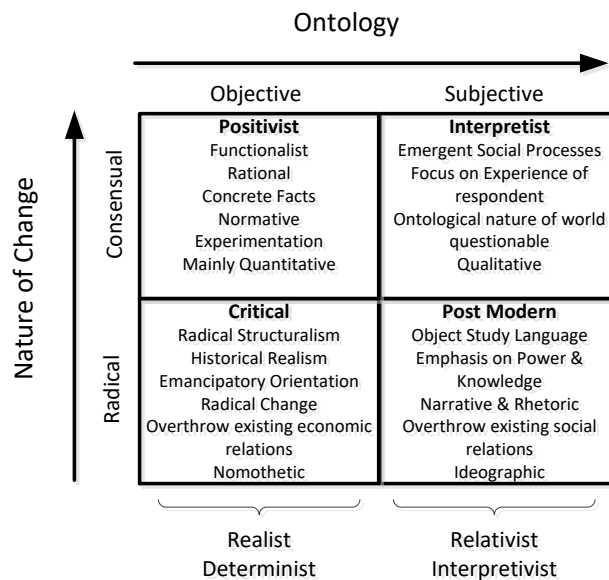 Ontology
Objective
Subjective
Nature of Change
Consensual
Positivist
Functionalist
Rational
Concrete Facts
Normative
Experimentation
Mainly Quantitative
Interpretist
Emergent Social Processes
Focus on Experience of
respondent
Ontological nature of world
questionable
Qualitative
Radical
Critical
Radical Structuralism
Historical Realism
Emancipatory Orientation
Radical Change
Overthrow existing economic
relations
Nomothetic
Post Modern
Object Study Language
Emphasis on Power &
Knowledge
Narrative & Rhetoric
Overthrow existing social
relations
Ideographic
Realist
Determinist
Relativist
Interpretivist